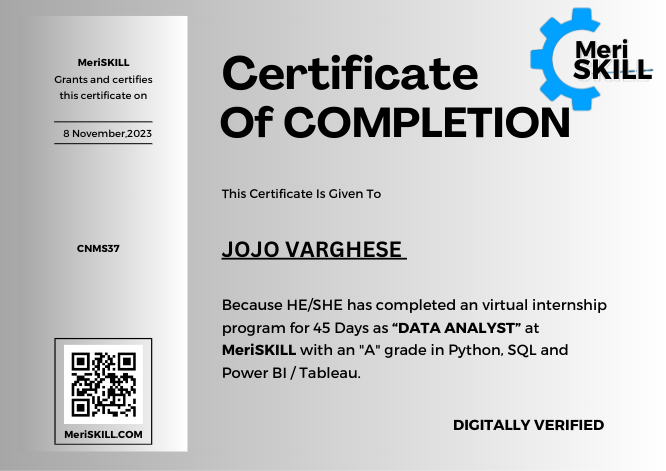 MeriSKILL
Grants and certifies
this certificate on
8 November,2023
CNMS37
MeriSKILL.COM
Meri
SKILL
Certificate
Of COMPLETION
This Certificate Is Given To
JOJO VARGHESE
Because HE/SHE has completed an virtual internship
program for 45 Days as “DATA ANALYST” at
MeriSKILL with an "A" grade in Python, SQL and
Power BI / Tableau.
DIGITALLY VERIFIED